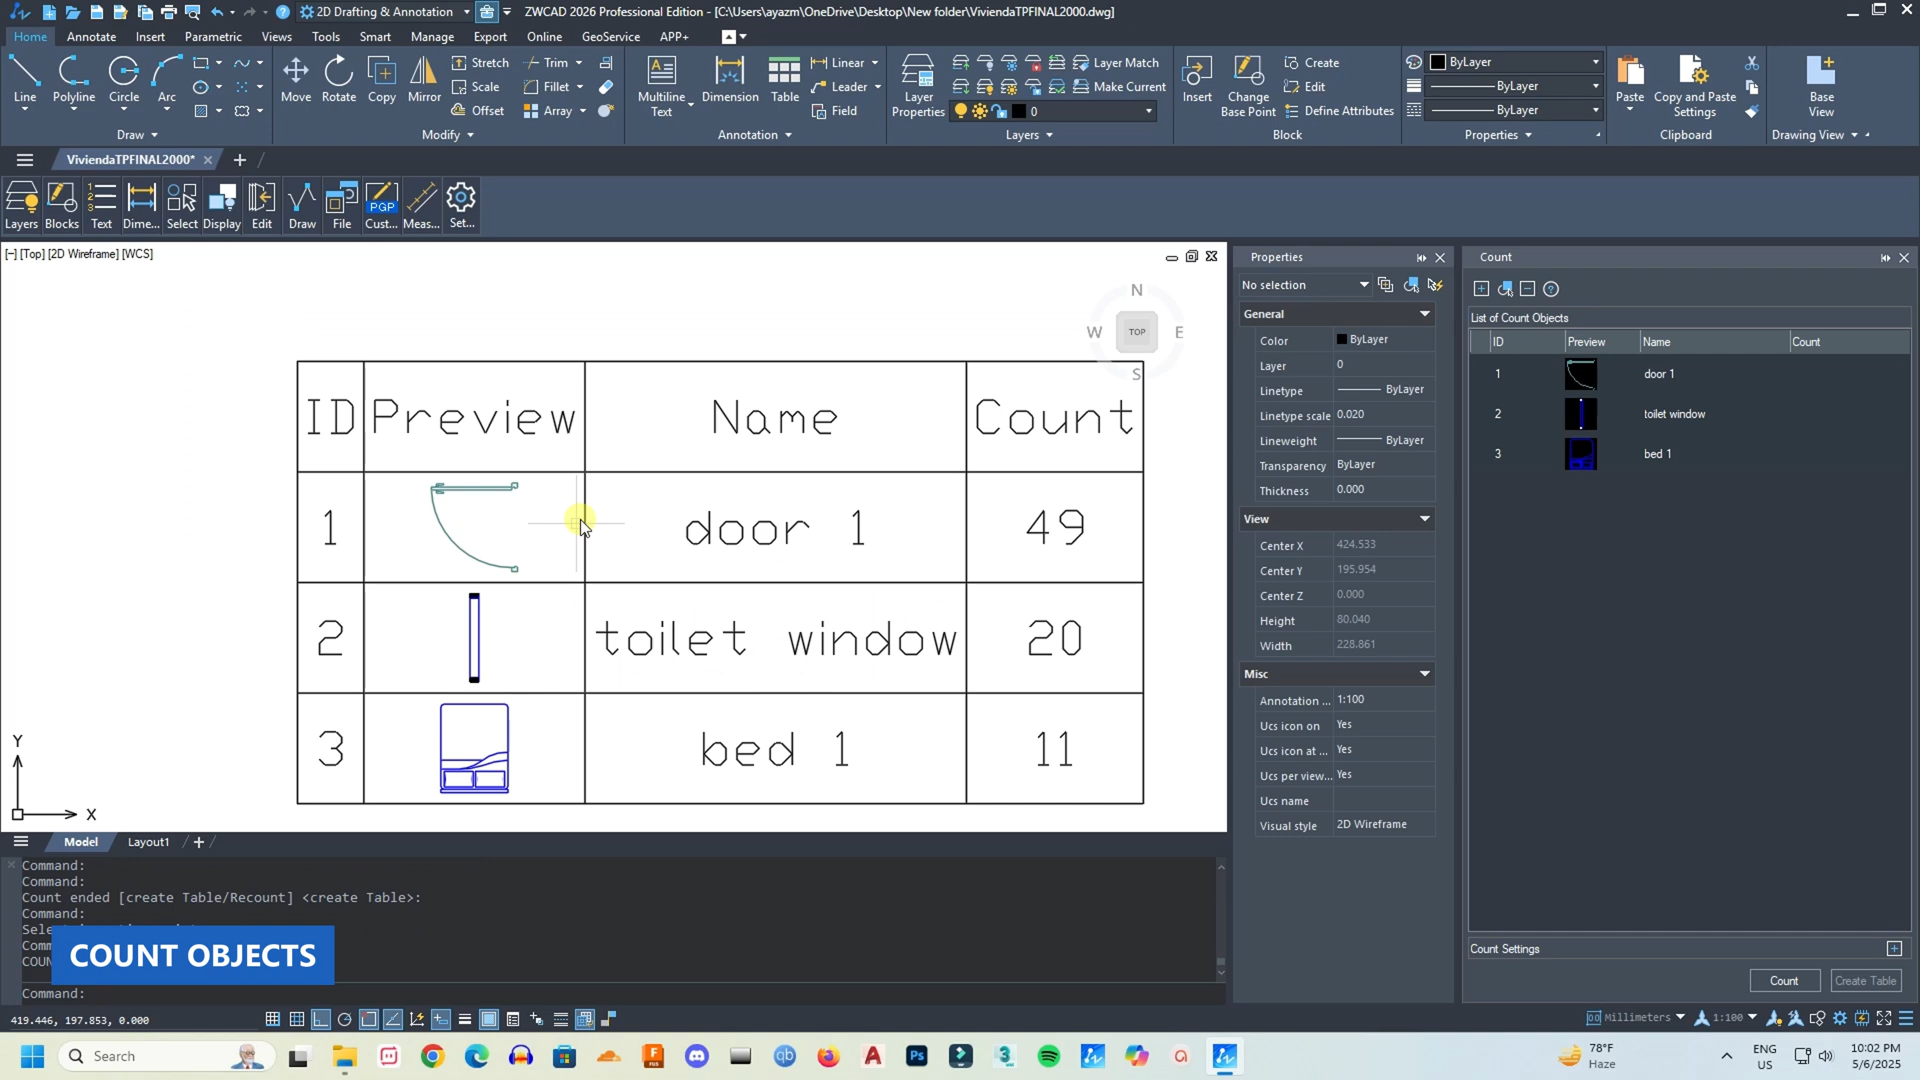 2D Drafting & Annotation
ZWCAD 2026 Professional Edition - [C:\Users\ayazm\OneDrive\Desktop\New folder\ViviendaTPFINAL2000.dwg]
Home Annotate Insert Parametric Views Tools Smart Manage Export Online GeoService APP+
Line Polyline Circle Arc
Draw
Move Rotate Copy Mirror
Stretch Trim
Scale Fillet
Offset Array
Modify
Multiline Text Dimension Table
Linear
Leader
Field
Annotation
Layer Properties
Layer Match
Make Current
0
Layers
Insert Change Base Point
Create
Edit
Define Attributes
Block
ByLayer
ByLayer
ByLayer
Properties
Paste Copy and Paste Settings
Clipboard
Base View
Drawing View
ViviendaTPFINAL2000*
Layers Blocks Text Dime... Select Display Edit Draw File Cust... Meas... Set...
1 2 3
PGP
[−] [Top] [2D Wireframe] [WCS]
N
W TOP E
S
ID Preview Name Count
1 door 1 49
2 toilet window 20
3 bed 1 11
Y
X
Properties
No selection
General
Color ByLayer
Layer 0
Linetype ByLayer
Linetype scale 0.020
Lineweight ByLayer
Transparency ByLayer
Thickness 0.000
View
Center X 424.533
Center Y 195.954
Center Z 0.000
Height 80.040
Width 228.861
Misc
Annotation ... 1:100
Ucs icon on Yes
Ucs icon at ... Yes
Ucs per view... Yes
Ucs name
Visual style 2D Wireframe
Count
List of Count Objects
ID Preview Name Count
1 door 1
2 toilet window
3 bed 1
Count Settings
Count Create Table
Model Layout1
Command:
Command:
Count ended [create Table/Recount] <create Table>:
Command:
COUNT OBJECTS
Command:
419.446, 197.853, 0.000
Millimeters 1:100
Search
78°F
Haze
ENG
US
10:02 PM
5/6/2025